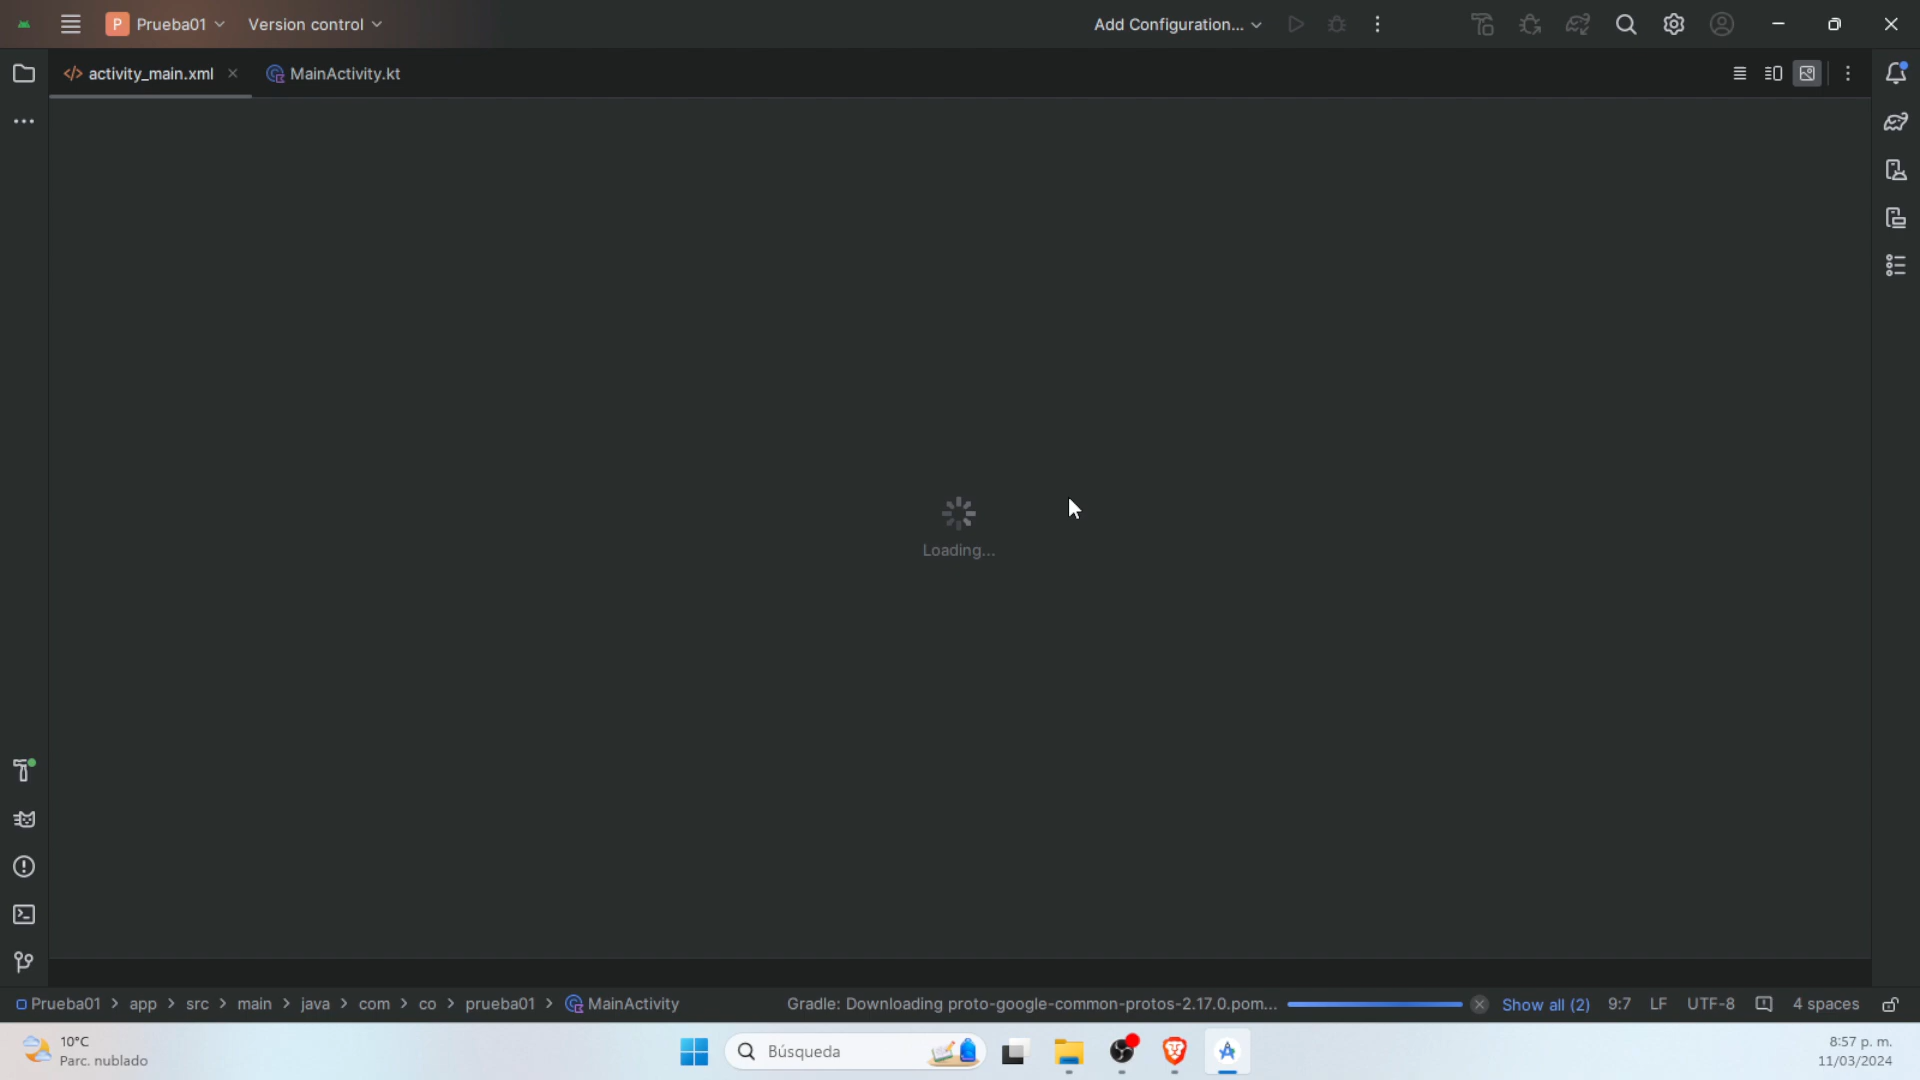 P Prueba01 Version control Add Configuration...
</> activity_main.xml MainActivity.kt
Loading...
Prueba01 > app > src > main > java > com > co > prueba01 > MainActivity Gradle: Downloading proto-google-common-protos-2.17.0.pom... Show all (2) 9:7 LF UTF-8 4 spaces
10°C
Parc. nublado
Búsqueda
8:57 p. m.
11/03/2024